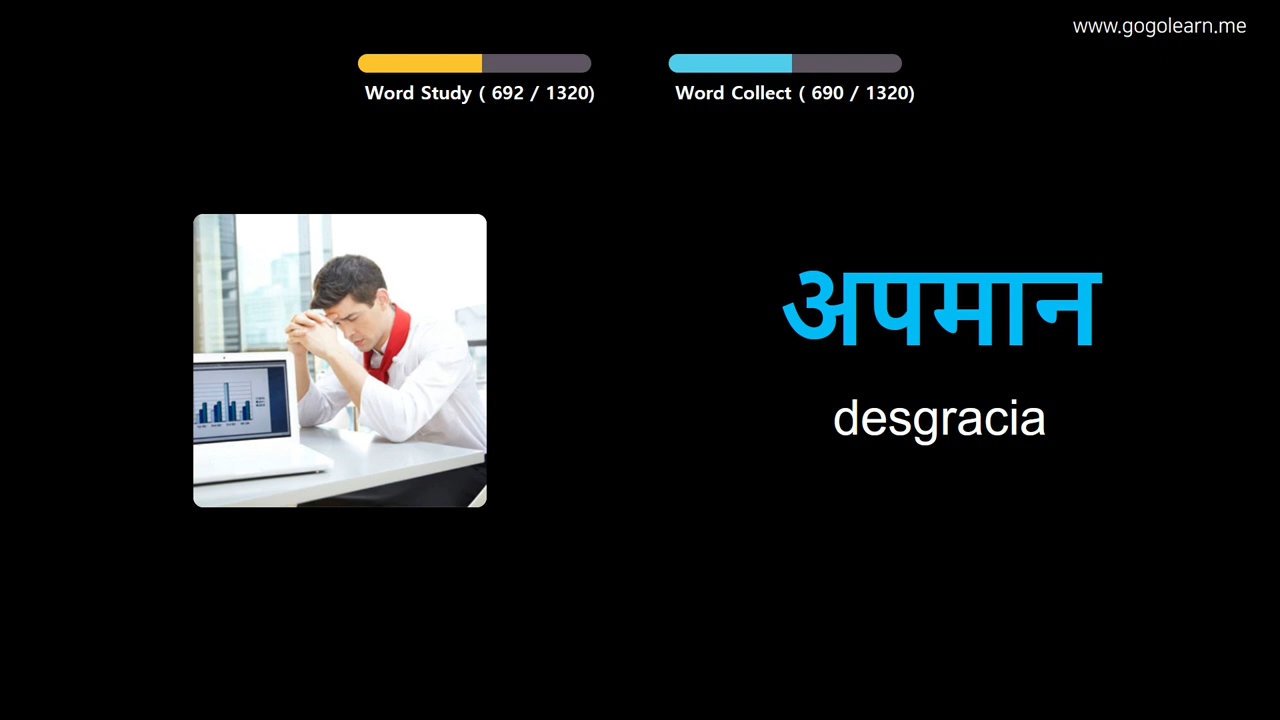 www.gogolearn.me
Word Study ( 692 / 1320)
Word Collect ( 690 / 1320)
अपमान
desgracia